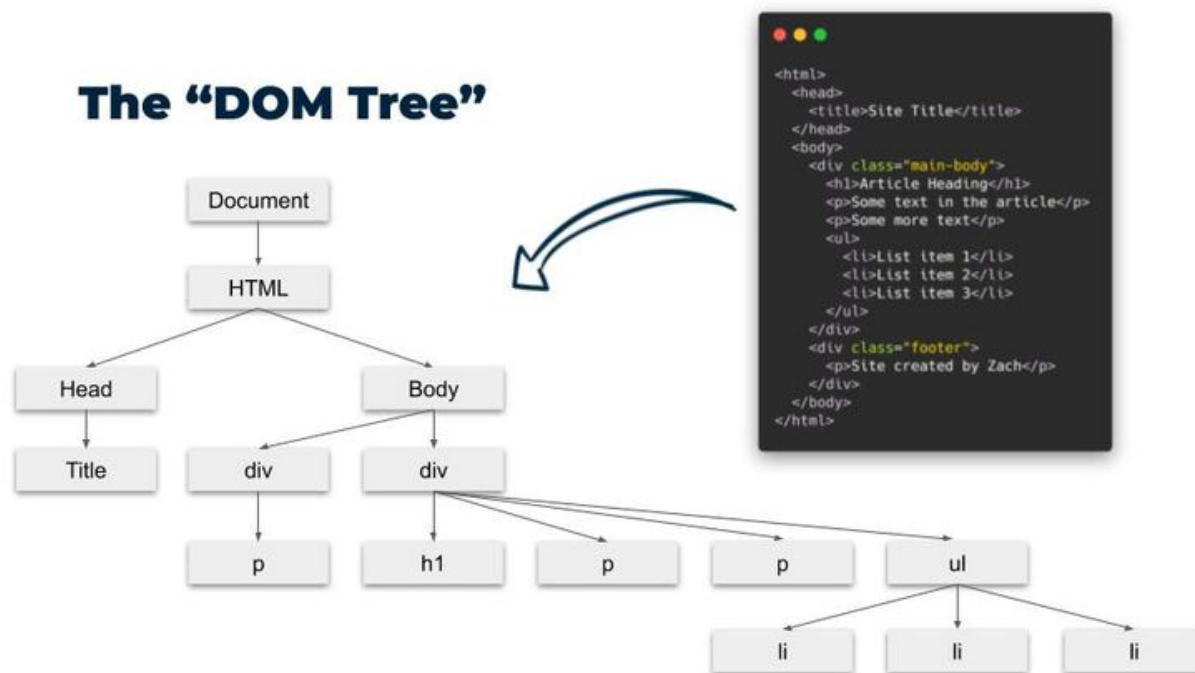 The “DOM Tree”
<html>
  <head>
    <title>Site Title</title>
  </head>
  <body>
    <div class="main-body">
      <h1>Article Heading</h1>
      <p>Some text in the article</p>
      <p>Some more text</p>
      <ul>
        <li>List item 1</li>
        <li>List item 2</li>
        <li>List item 3</li>
      </ul>
    </div>
    <div class="footer">
      <p>Site created by Zach</p>
    </div>
  </body>
</html>
Document
HTML
Head Body
Title div div
p h1 p p ul
li li li